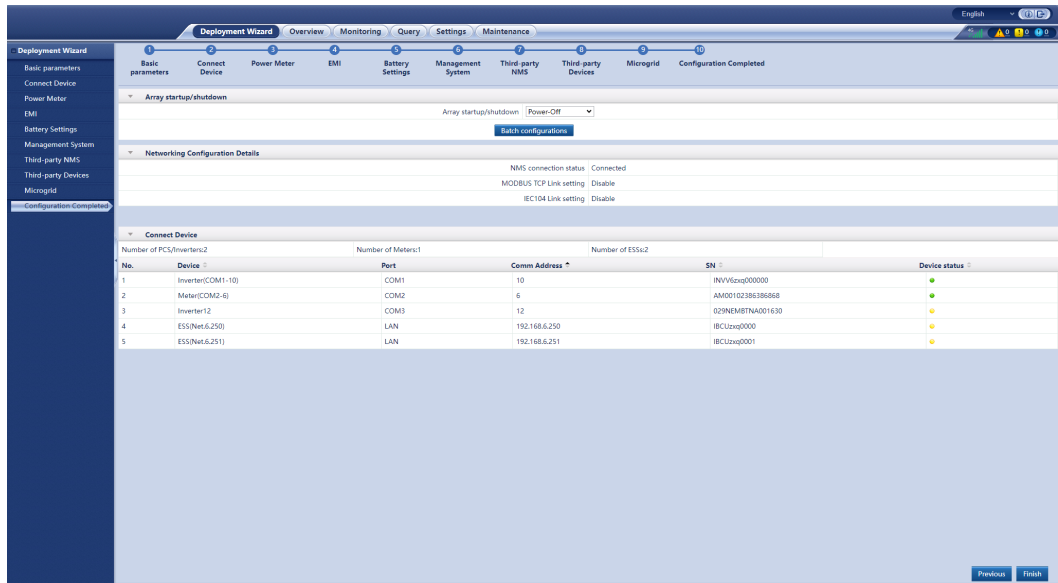 English
0 0 0
Deployment Wizard Overview Monitoring Query Settings Maintenance
Deployment Wizard
Basic parameters
Connect Device
Power Meter
EMI
Battery Settings
Management System
Third-party NMS
Third-party Devices
Microgrid
Configuration Completed
1 2 3 4 5 6 7 8 9 10
Basic parameters Connect Device Power Meter EMI Battery Settings Management System Third-party NMS Third-party Devices Microgrid Configuration Completed
Array startup/shutdown
Array startup/shutdown Power-Off
Batch configurations
Networking Configuration Details
NMS connection status Connected
MODBUS TCP Link setting Disable
IEC104 Link setting Disable
Connect Device
Number of PCS/Inverters:2 Number of Meters:1 Number of ESSs:2
No. Device Port Comm Address SN Device status
1 Inverter(COM1-10) COM1 10 INVV6zxq000000
2 Meter(COM2-6) COM2 6 AM00102386386868
3 Inverter12 COM3 12 029NEMBTNA001630
4 ESS(Net.6.250) LAN 192.168.6.250 IBCUzxq0000
5 ESS(Net.6.251) LAN 192.168.6.251 IBCUzxq0001
Previous Finish